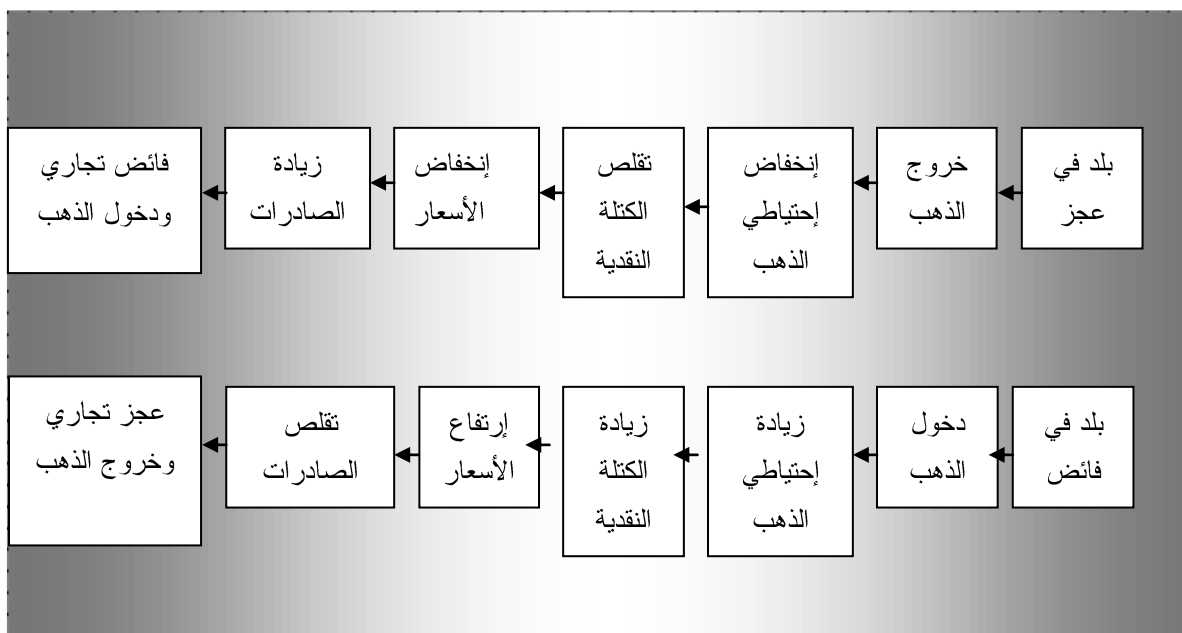 بلد في
عجز
خروج
الذهب
إنخفاض
إحتياطي
الذهب
تقلص
الكتلة
النقدية
إنخفاض
الأسعار
زيادة
الصادرات
فائض تجاري
ودخول الذهب
بلد في
فائض
دخول
الذهب
زيادة
إحتياطي
الذهب
زيادة
الكتلة
النقدية
إرتفاع
الأسعار
تقلص
الصادرات
عجز تجاري
وخروج الذهب